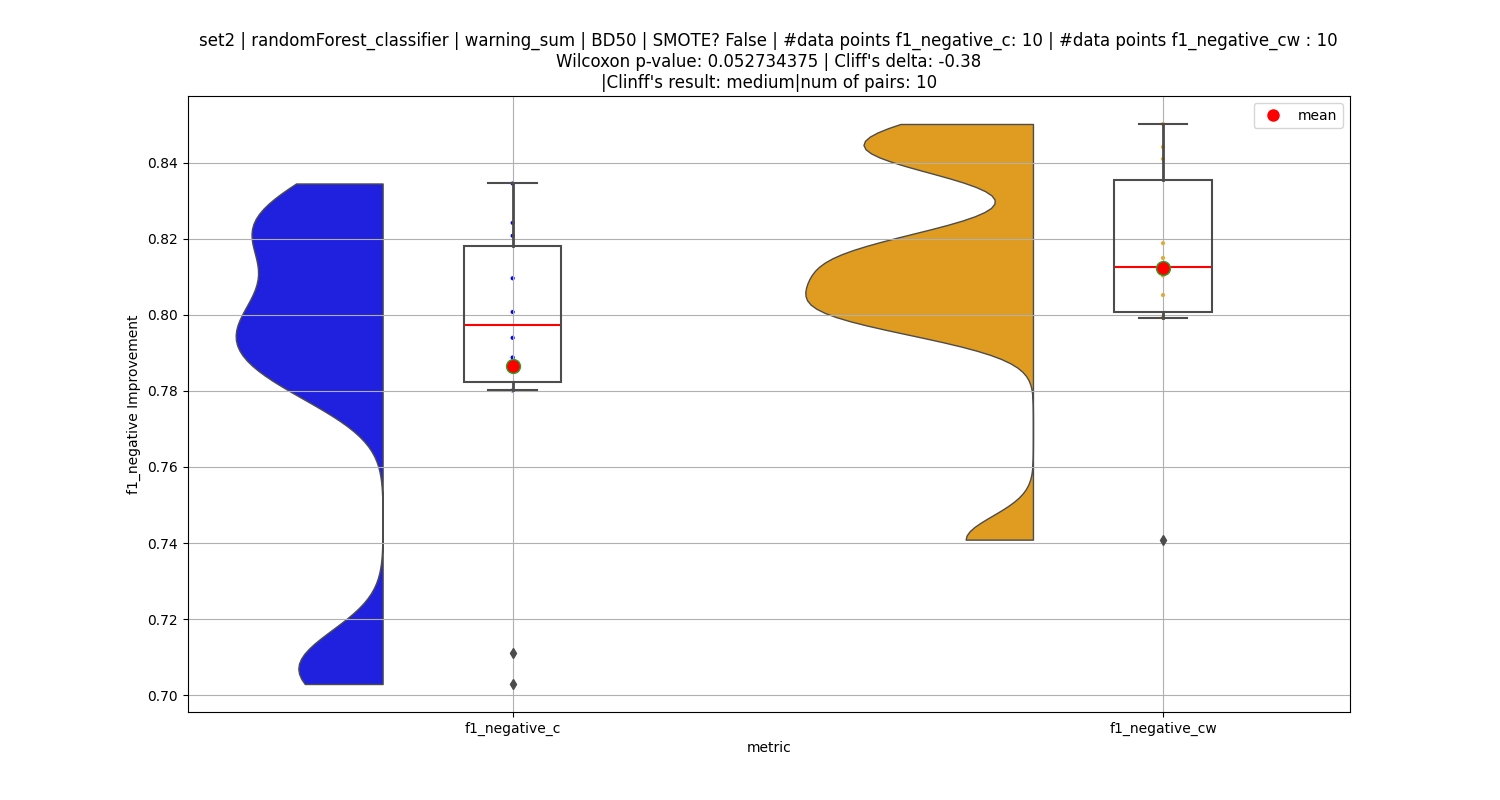 set2 | randomForest_classifier | warning_sum | BD50 | SMOTE? False | #data points f1_negative_c: 10 | #data points f1_negative_cw : 10
Wilcoxon p-value: 0.052734375 | Cliff's delta: -0.38
|Clinff's result: medium|num of pairs: 10
mean
0.84
0.82
0.80
0.78
0.76
0.74
0.72
0.70
f1_negative Improvement
f1_negative_c
f1_negative_cw
metric